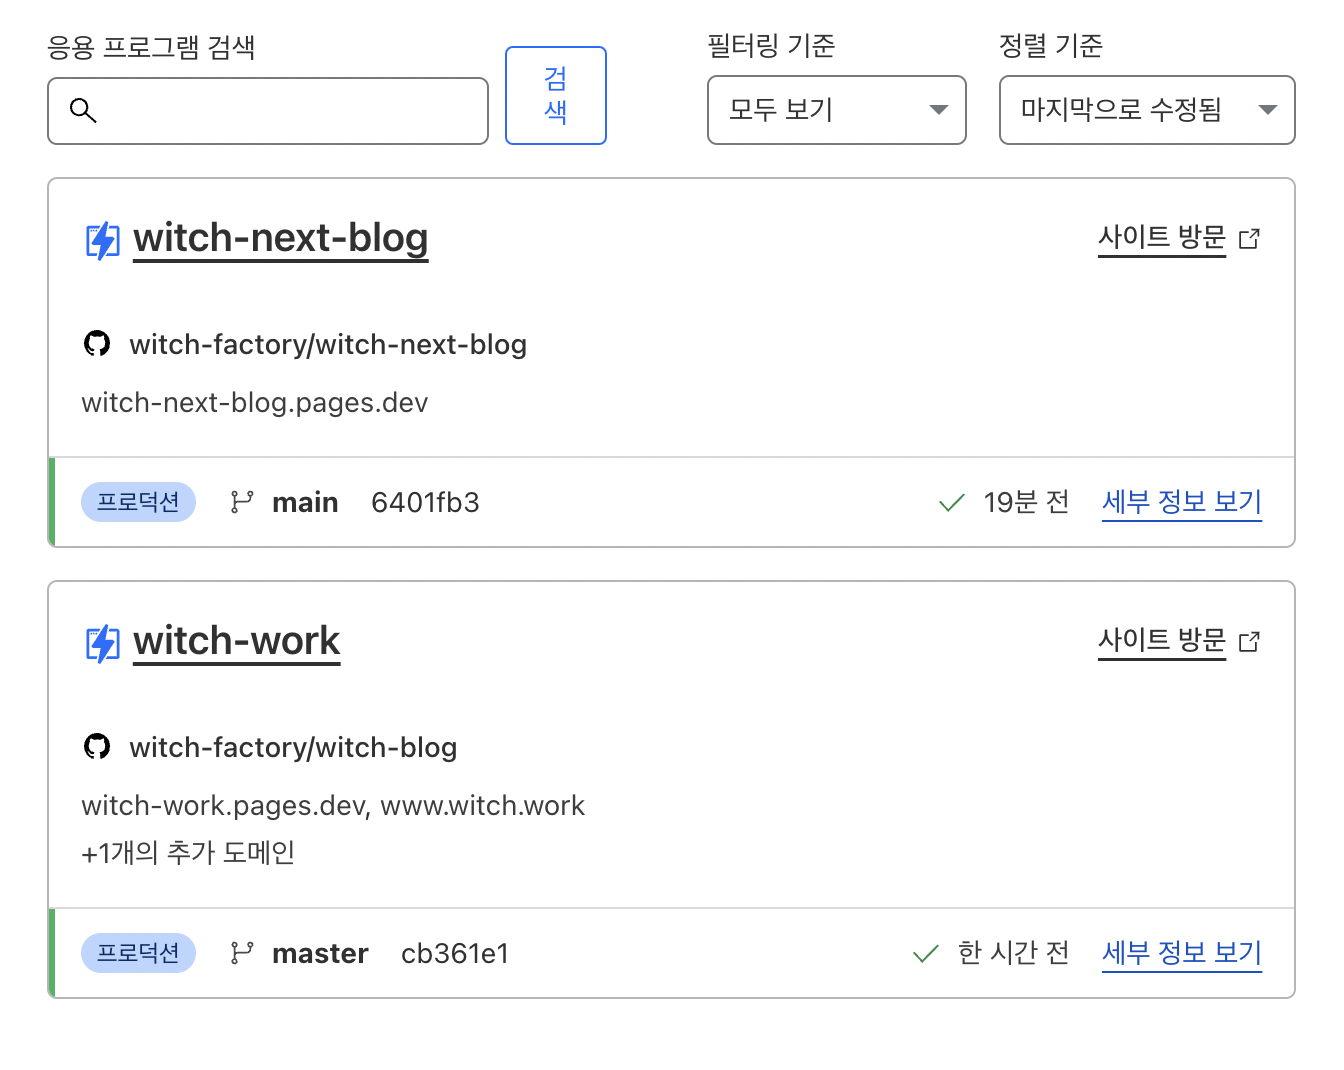 응용 프로그램 검색
검색
필터링 기준
모두 보기
정렬 기준
마지막으로 수정됨
witch-next-blog
사이트 방문
witch-factory/witch-next-blog
witch-next-blog.pages.dev
프로덕션 main 6401fb3 19분 전 세부 정보 보기
witch-work
사이트 방문
witch-factory/witch-blog
witch-work.pages.dev, www.witch.work
+1개의 추가 도메인
프로덕션 master cb361e1 한 시간 전 세부 정보 보기